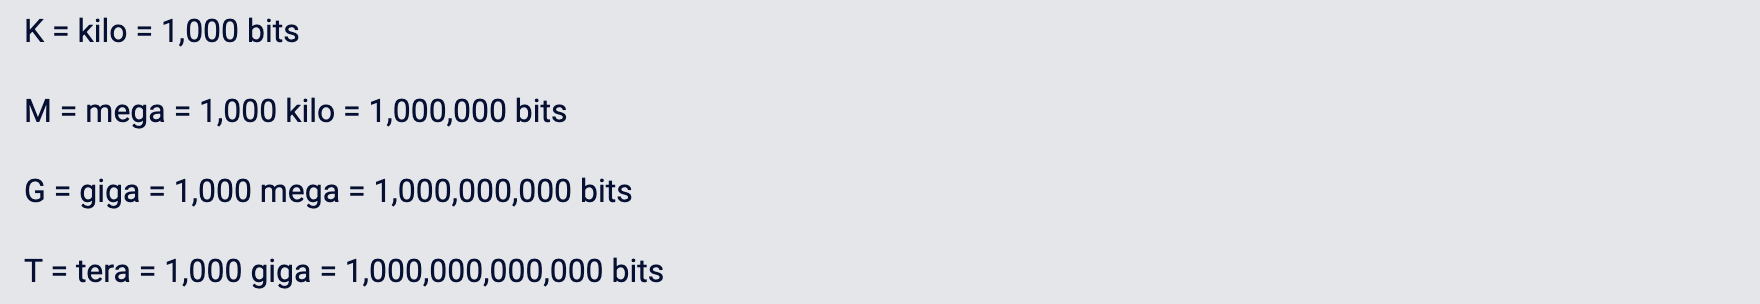 K = kilo = 1,000 bits
M = mega = 1,000 kilo = 1,000,000 bits
G = giga = 1,000 mega = 1,000,000,000 bits
T = tera = 1,000 giga = 1,000,000,000,000 bits